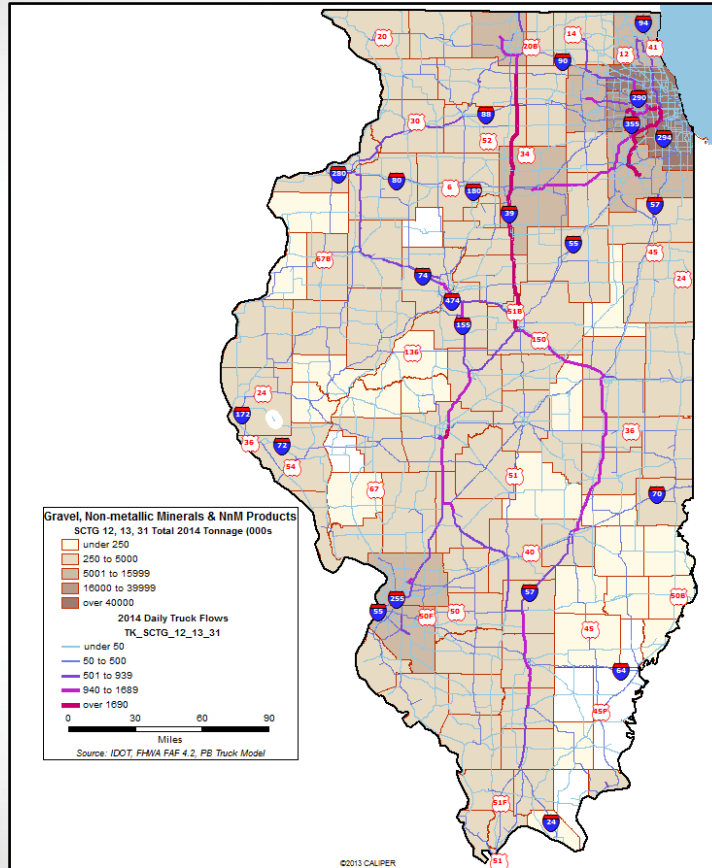 94
20
14
20B
12
41
90
290
88
30
355
52
294
34
280
80
6
180
57
39
55
45
67B
24
74
474
51B
155
150
136
24
172
36
36
72
54
51
67
70
Gravel, Non-metallic Minerals & NnM Products
SCTG 12, 13, 31 Total 2014 Tonnage (000s
under 250
250 to 5000
5001 to 15999
16000 to 39999
over 40000
2014 Daily Truck Flows
TK_SCTG_12_13_31
under 50
50 to 500
501 to 939
940 to 1689
over 1690
0 30 60 90
Miles
Source: IDOT, FHWA FAF 4.2, PB Truck Model
40
57
50B
255
55
50F
50
45
64
45P
51F
24
51
©2013 CALIPER